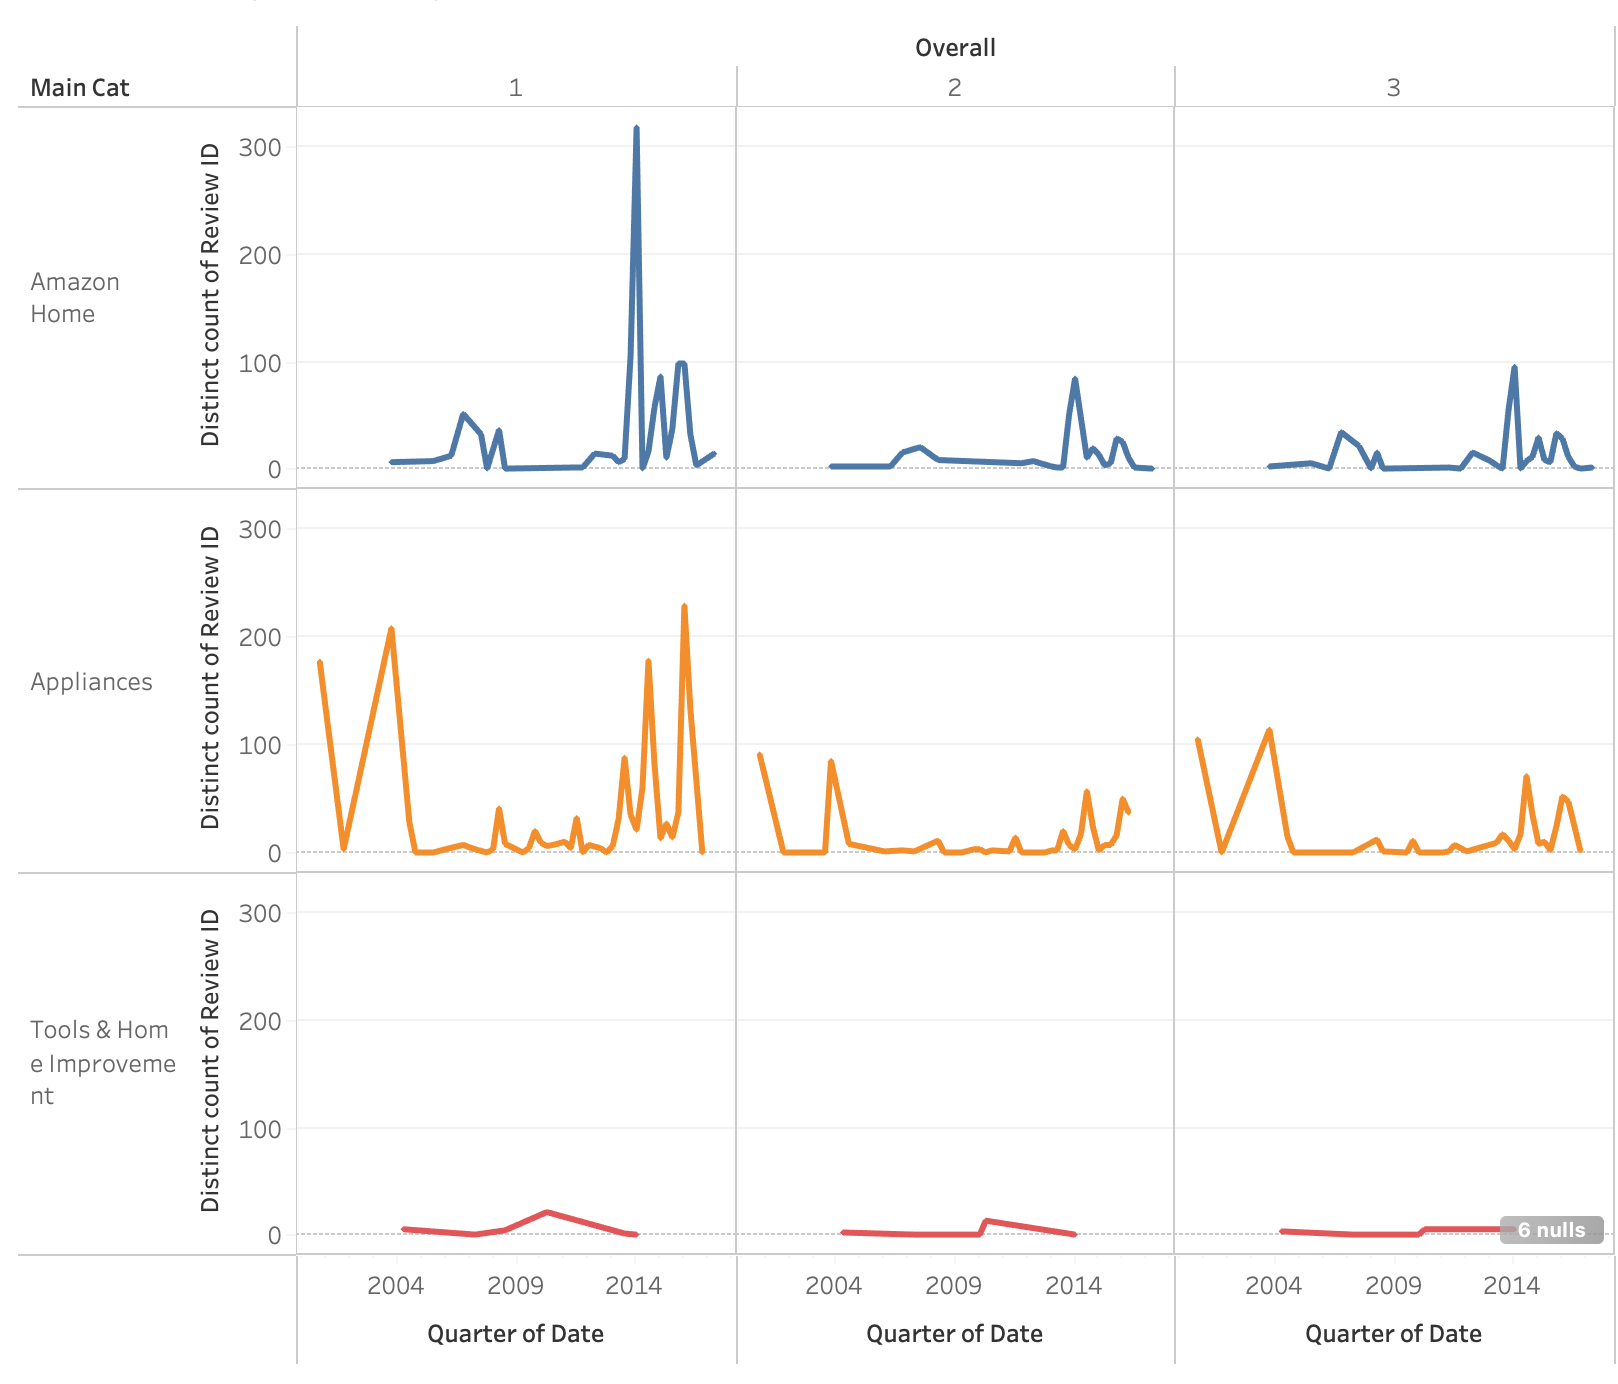 Overall
Main Cat
1
2
3
Amazon
Home
Distinct count of Review ID
300
200
100
0
Appliances
Distinct count of Review ID
300
200
100
0
Tools & Hom
e Improveme
nt
Distinct count of Review ID
300
200
100
0
6 nulls
2004 2009 2014
2004 2009 2014
2004 2009 2014
Quarter of Date
Quarter of Date
Quarter of Date